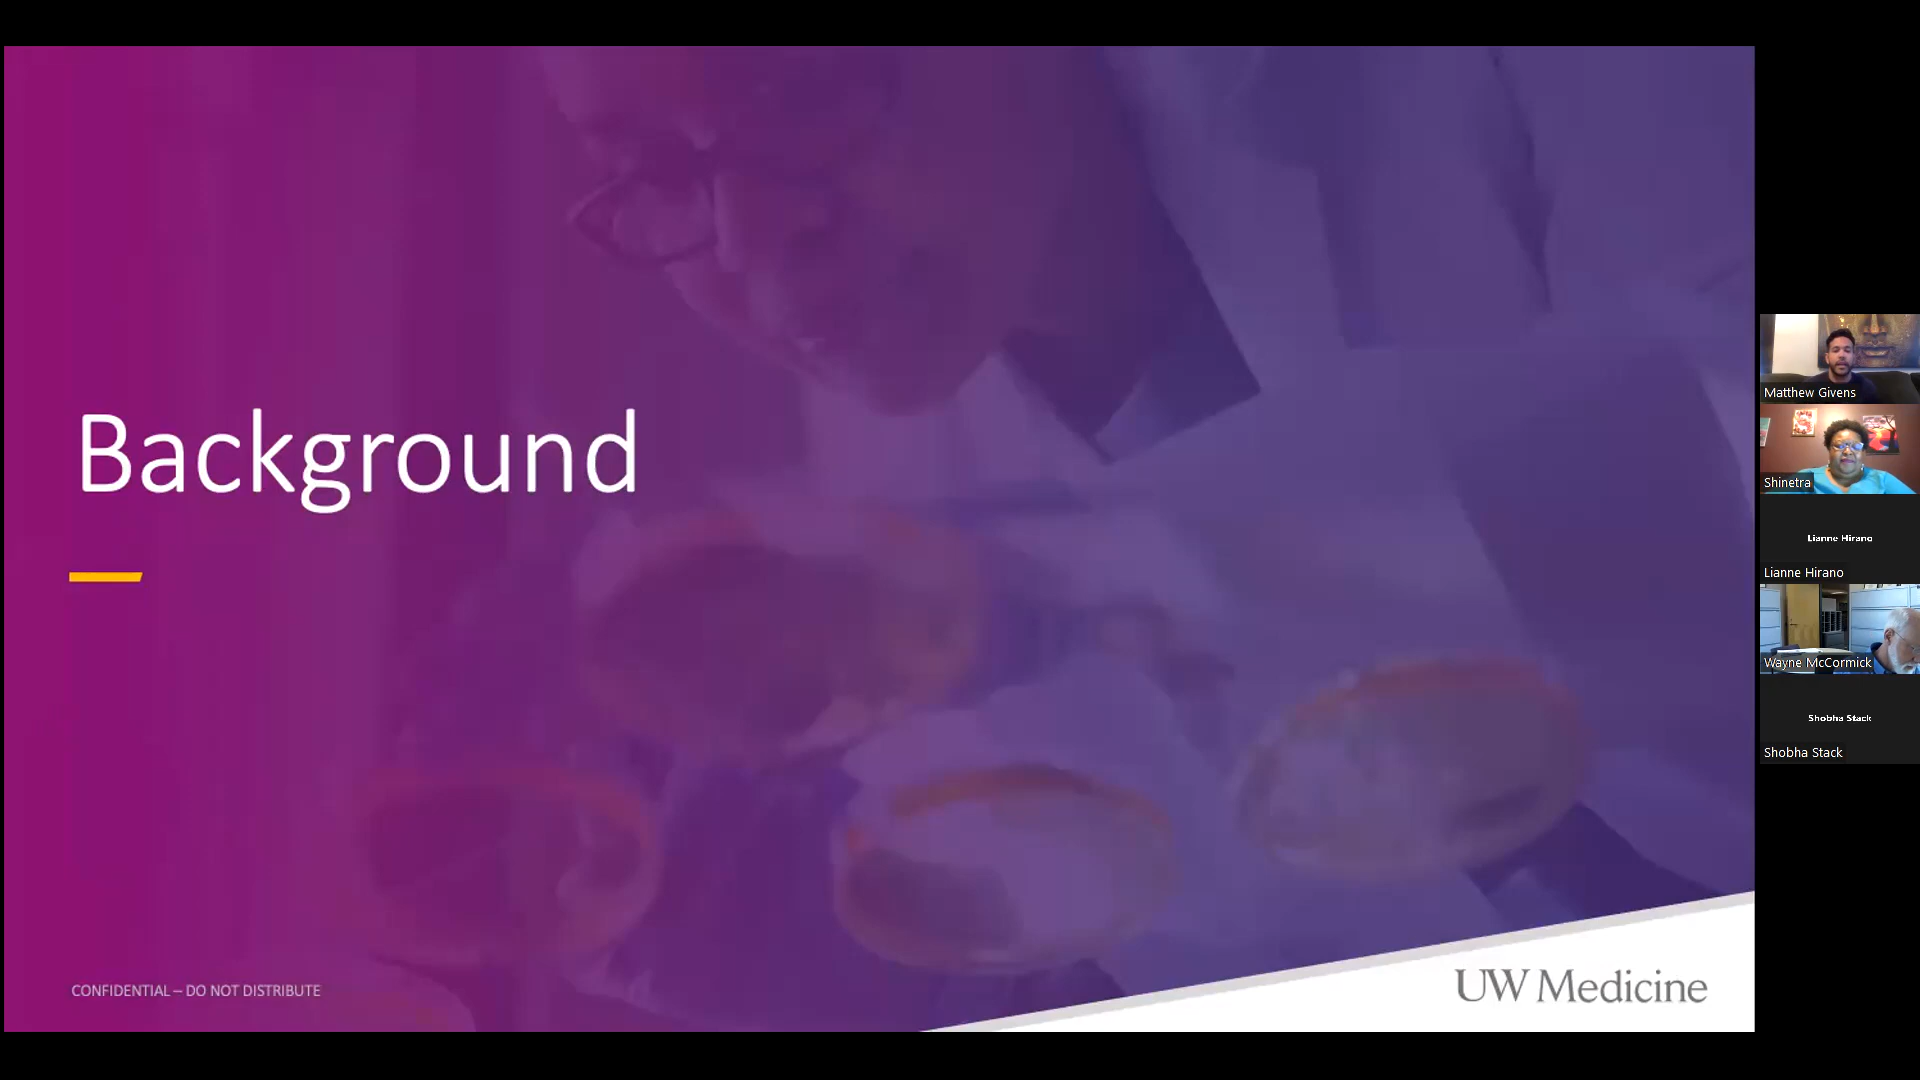 Background
CONFIDENTIAL – DO NOT DISTRIBUTE
UW Medicine
Matthew Givens
Shinetra
Lianne Hirano
Lianne Hirano
Wayne McCormick
Shobha Stack
Shobha Stack